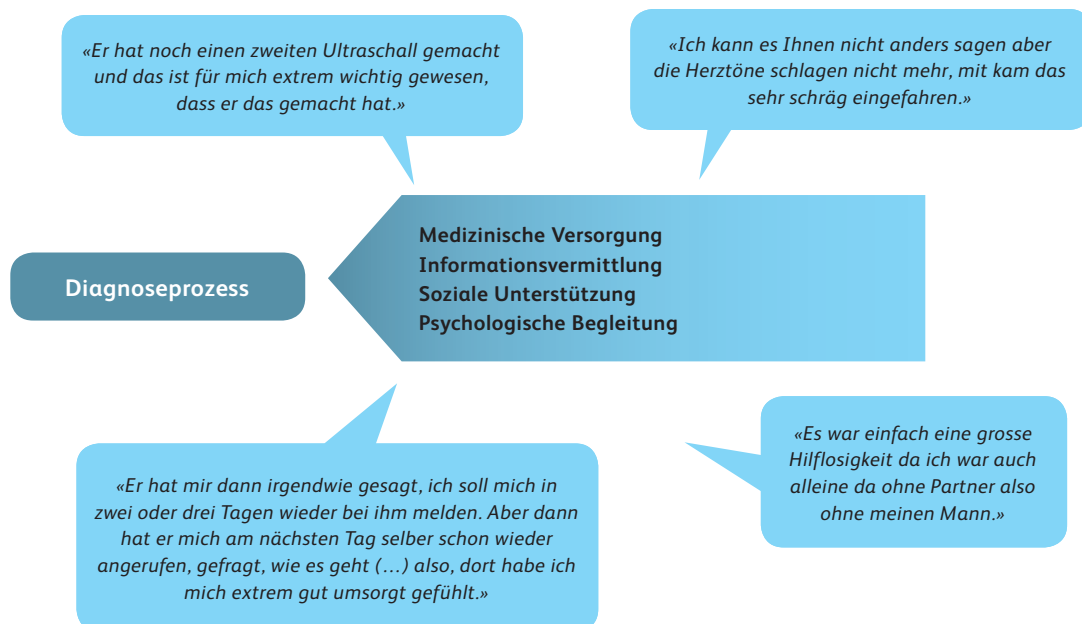 «Er hat noch einen zweiten Ultraschall gemacht
und das ist für mich extrem wichtig gewesen,
dass er das gemacht hat.»
«Ich kann es Ihnen nicht anders sagen aber
die Herztöne schlagen nicht mehr, mit kam das
sehr schräg eingefahren.»
Diagnoseprozess
Medizinische Versorgung
Informationsvermittlung
Soziale Unterstützung
Psychologische Begleitung
«Er hat mir dann irgendwie gesagt, ich soll mich in
zwei oder drei Tagen wieder bei ihm melden. Aber dann
hat er mich am nächsten Tag selber schon wieder
angerufen, gefragt, wie es geht (...) also, dort habe ich
mich extrem gut umsorgt gefühlt.»
«Es war einfach eine grosse
Hilflosigkeit da ich war auch
alleine da ohne Partner also
ohne meinen Mann.»